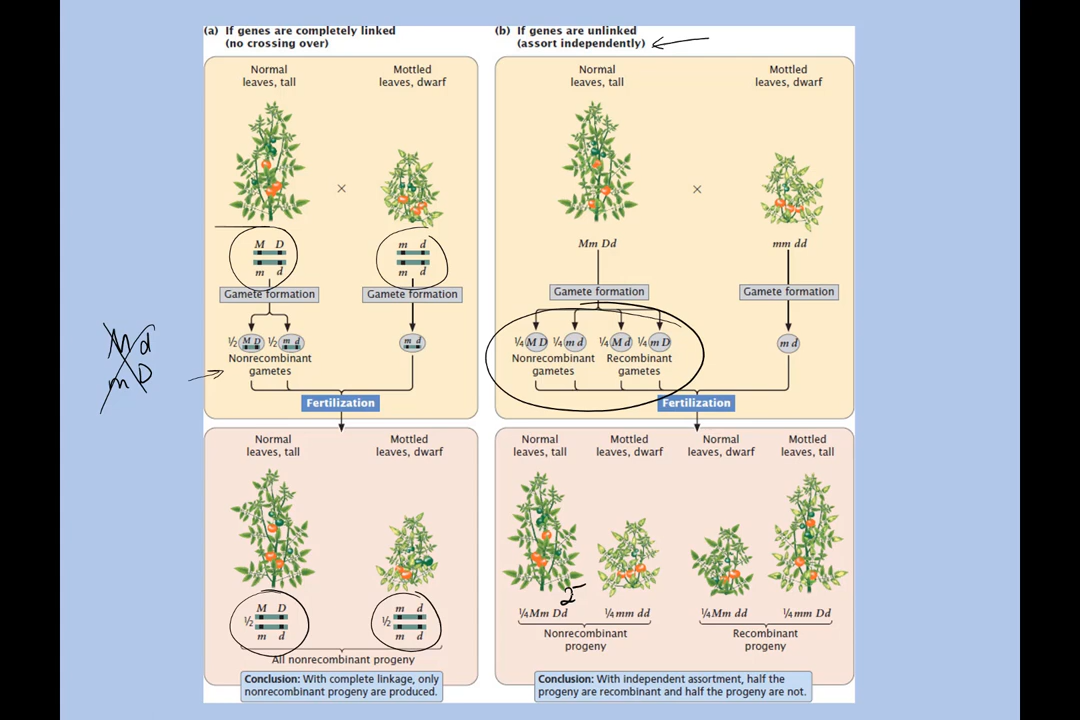 (a) If genes are completely linked
(no crossing over)
Normal
leaves, tall
Mottled
leaves, dwarf
×
M D
m d
m d
m d
Gamete formation
Gamete formation
½ M D ½ m d
m d
Nonrecombinant
gametes
M d
m D
Fertilization
Normal
leaves, tall
Mottled
leaves, dwarf
M D
½
m d
m d
½
m d
All nonrecombinant progeny
Conclusion: With complete linkage, only
nonrecombinant progeny are produced.
(b) If genes are unlinked
(assort independently)
Normal
leaves, tall
Mottled
leaves, dwarf
×
Mm Dd
mm dd
Gamete formation
Gamete formation
¼ M D ¼ m d ¼ M d ¼ m D
m d
Nonrecombinant
gametes
Recombinant
gametes
Fertilization
Normal
leaves, tall
Mottled
leaves, dwarf
Normal
leaves, dwarf
Mottled
leaves, tall
¼ Mm Dd
¼ mm dd
¼ Mm dd
¼ mm Dd
Nonrecombinant
progeny
Recombinant
progeny
Conclusion: With independent assortment, half the
progeny are recombinant and half the progeny are not.